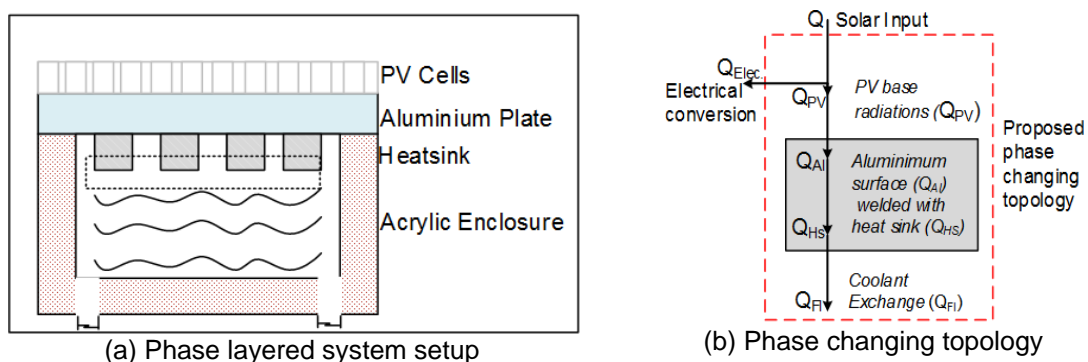 PV Cells
Aluminium Plate
Heatsink
Acrylic Enclosure
(a) Phase layered system setup
Q Solar Input
QElec.
Electrical
conversion
QPV
PV base
radiations (QPV)
QAl
Aluminimum
surface (QAl)
welded with
heat sink (QHS)
QHs
Coolant
Exchange (QFl)
QFl
Proposed
phase
changing
topology
(b) Phase changing topology